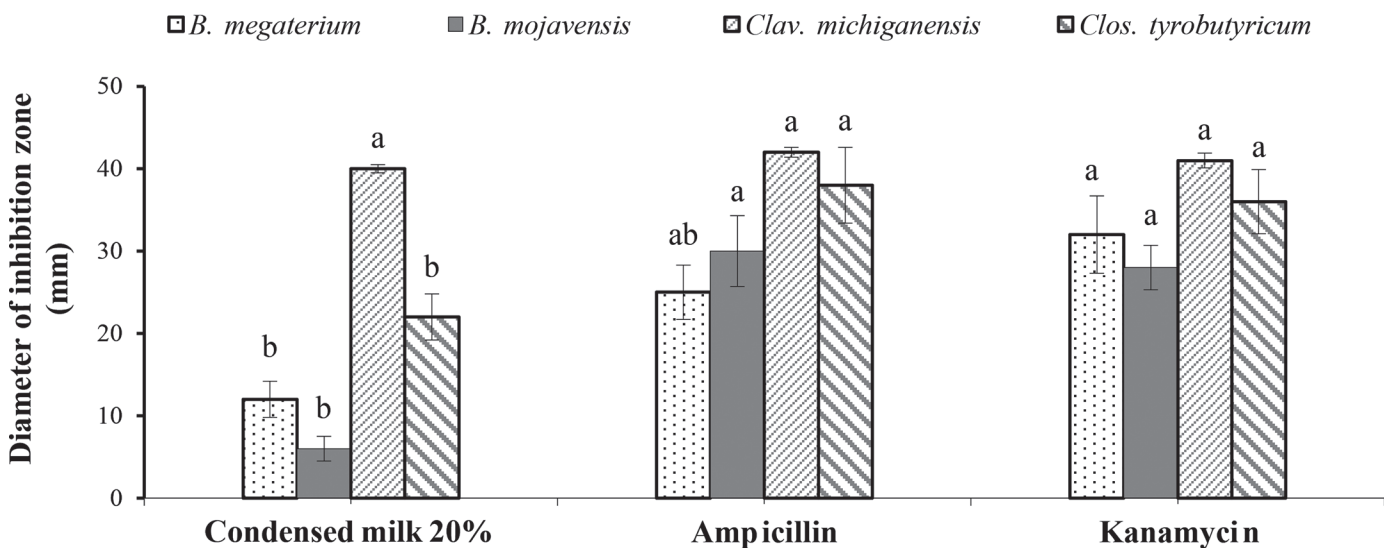 B. megaterium B. mojavensis Clav. michiganensis Clos. tyrobutyricum
Diameter of inhibition zone
(mm)
50
40
30
20
10
0
b
b
a
b
ab
a
a
a
a
a
a
a
Condensed milk 20% Ampicillin Kanamycin